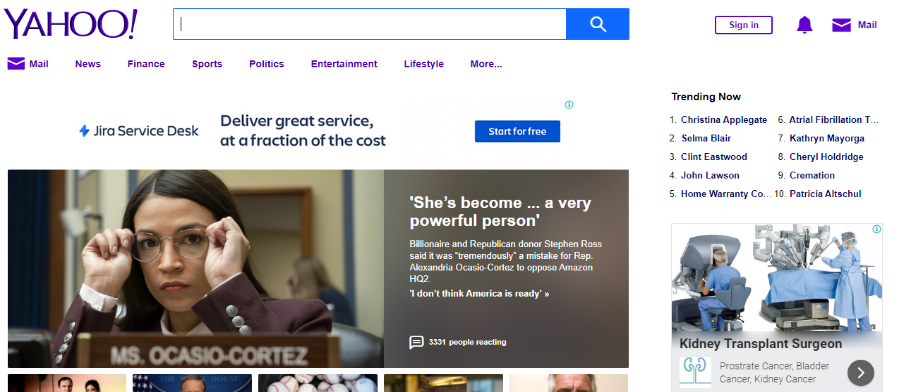 YAHOO!
Sign in
Mail
Mail News Finance Sports Politics Entertainment Lifestyle More...
Jira Service Desk
Deliver great service,
at a fraction of the cost
Start for free
'She's become ... a very
powerful person'
Billionaire and Republican donor Stephen Ross
said it was "tremendously" a mistake for Rep.
Alexandria Ocasio-Cortez to oppose Amazon
HQ2.
'I don't think America is ready' »
3331 people reacting
MS. OCASIO-CORTEZ
Trending Now
1. Christina Applegate
2. Selma Blair
3. Clint Eastwood
4. John Lawson
5. Home Warranty Co...
6. Atrial Fibrillation T...
7. Kathryn Mayorga
8. Cheryl Holdridge
9. Cremation
10. Patricia Altschul
Kidney Transplant Surgeon
Prostrate Cancer, Bladder
Cancer, Kidney Cancer